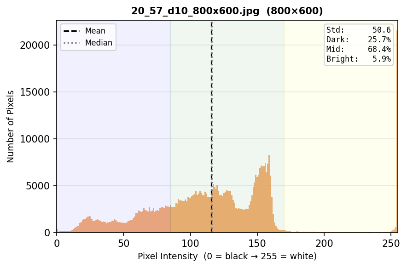 20_57_d10_800x600.jpg (800×600)
Mean
Median
Std: 50.6
Dark: 25.7%
Mid: 68.4%
Bright: 5.9%
Number of Pixels
20000
15000
10000
5000
0
0 50 100 150 200 250
Pixel Intensity (0 = black → 255 = white)